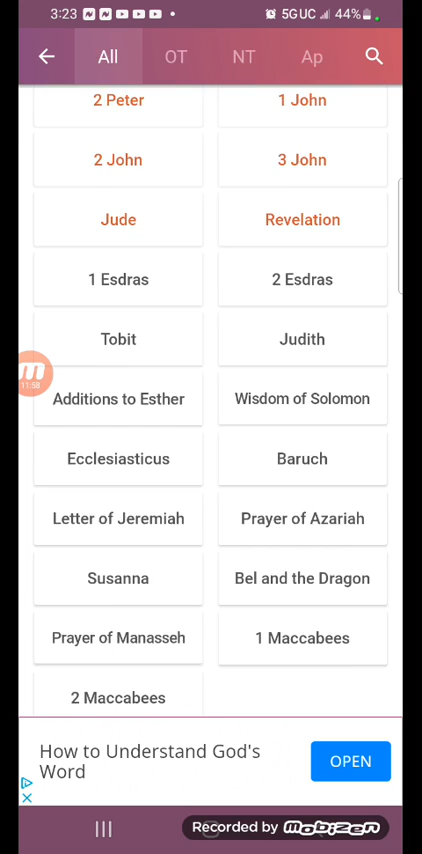 3:23 5GUC 44%
All OT NT Ap
2 Peter 1 John
2 John 3 John
Jude Revelation
1 Esdras 2 Esdras
Tobit Judith
11:58
Additions to Esther Wisdom of Solomon
Ecclesiasticus Baruch
Letter of Jeremiah Prayer of Azariah
Susanna Bel and the Dragon
Prayer of Manasseh 1 Maccabees
2 Maccabees
How to Understand God's
Word
OPEN
Recorded by mobizen